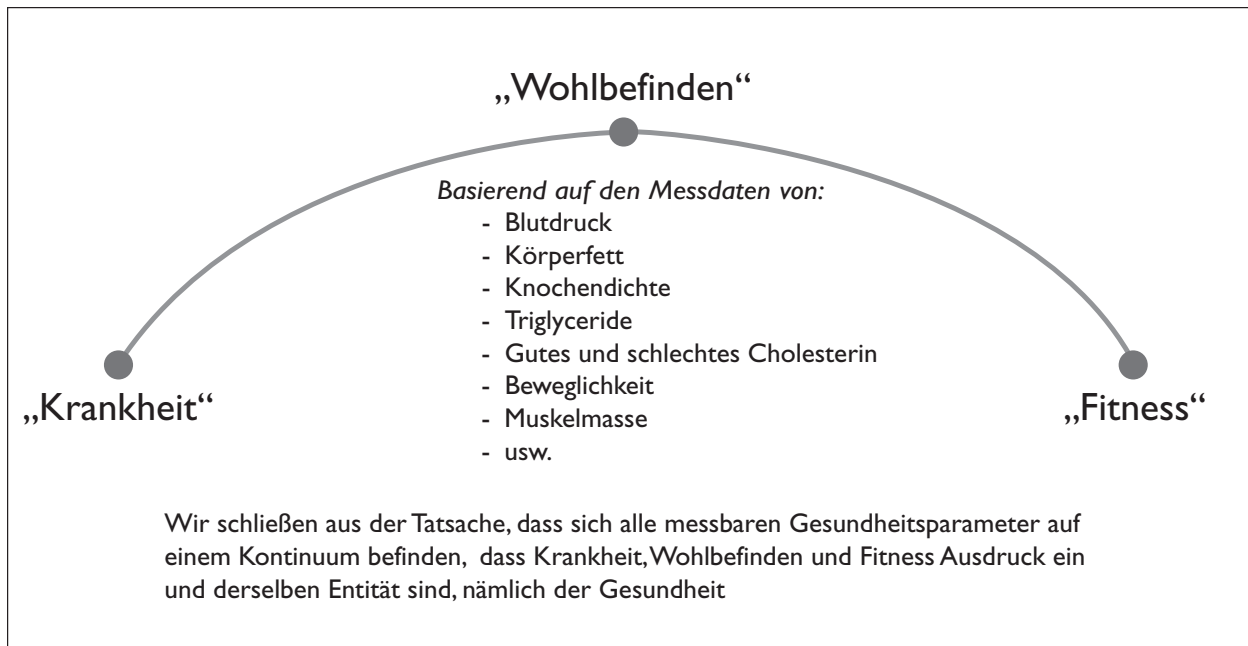 „Wohlbefinden“
Basierend auf den Messdaten von:
- Blutdruck
- Körperfett
- Knochendichte
- Triglyceride
- Gutes und schlechtes Cholesterin
- Beweglichkeit
- Muskelmasse
- usw.
„Krankheit“
„Fitness“
Wir schließen aus der Tatsache, dass sich alle messbaren Gesundheitsparameter auf
einem Kontinuum befinden, dass Krankheit, Wohlbefinden und Fitness Ausdruck ein
und derselben Entität sind, nämlich der Gesundheit